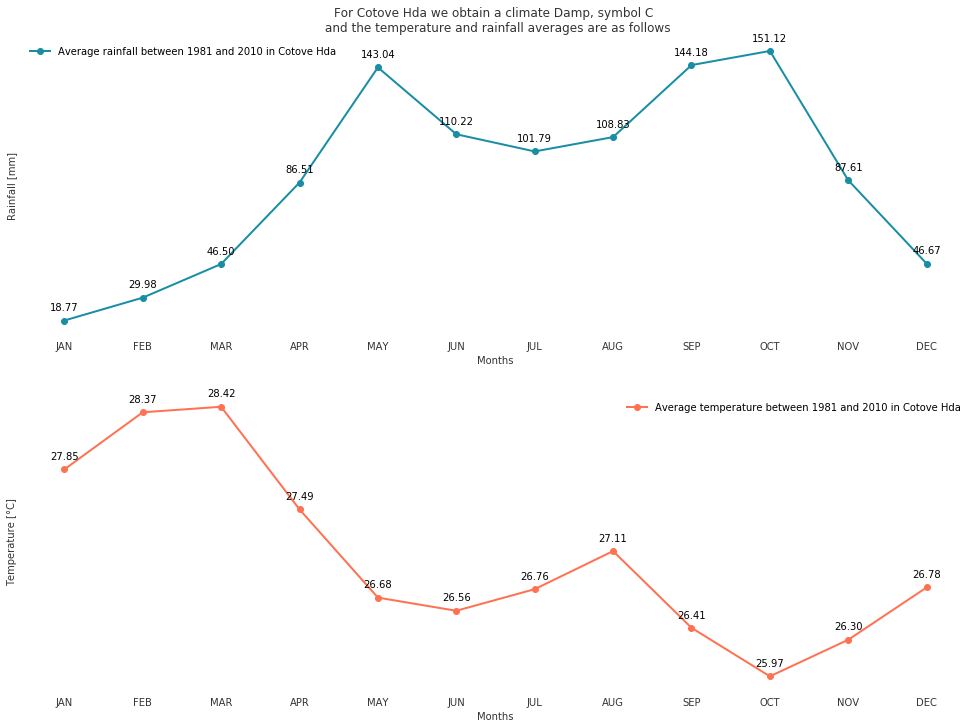 For Cotove Hda we obtain a climate Damp, symbol C
and the temperature and rainfall averages are as follows
Average rainfall between 1981 and 2010 in Cotove Hda
Rainfall [mm]
18.77
29.98
46.50
86.51
143.04
110.22
101.79
108.83
144.18
151.12
87.61
46.67
JAN FEB MAR APR MAY JUN JUL AUG SEP OCT NOV DEC
Months
Average temperature between 1981 and 2010 in Cotove Hda
Temperature [°C]
27.85
28.37
28.42
27.49
26.68
26.56
26.76
27.11
26.41
25.97
26.30
26.78
JAN FEB MAR APR MAY JUN JUL AUG SEP OCT NOV DEC
Months